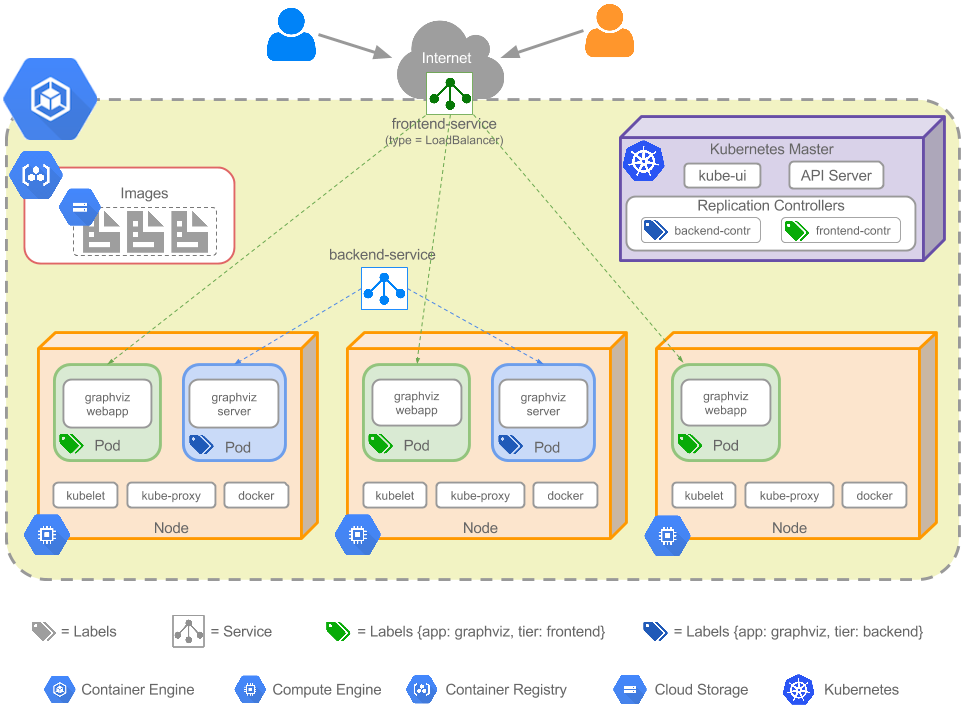 Internet
frontend-service
(type = LoadBalancer)
Kubernetes Master
kube-ui
API Server
Replication Controllers
backend-contr
frontend-contr
Images
backend-service
graphviz
webapp
Pod
graphviz
server
Pod
kubelet
kube-proxy
docker
Node
graphviz
webapp
Pod
graphviz
server
Pod
kubelet
kube-proxy
docker
Node
graphviz
webapp
Pod
kubelet
kube-proxy
docker
Node
= Labels
= Service
= Labels {app: graphviz, tier: frontend}
= Labels {app: graphviz, tier: backend}
Container Engine
Compute Engine
Container Registry
Cloud Storage
Kubernetes